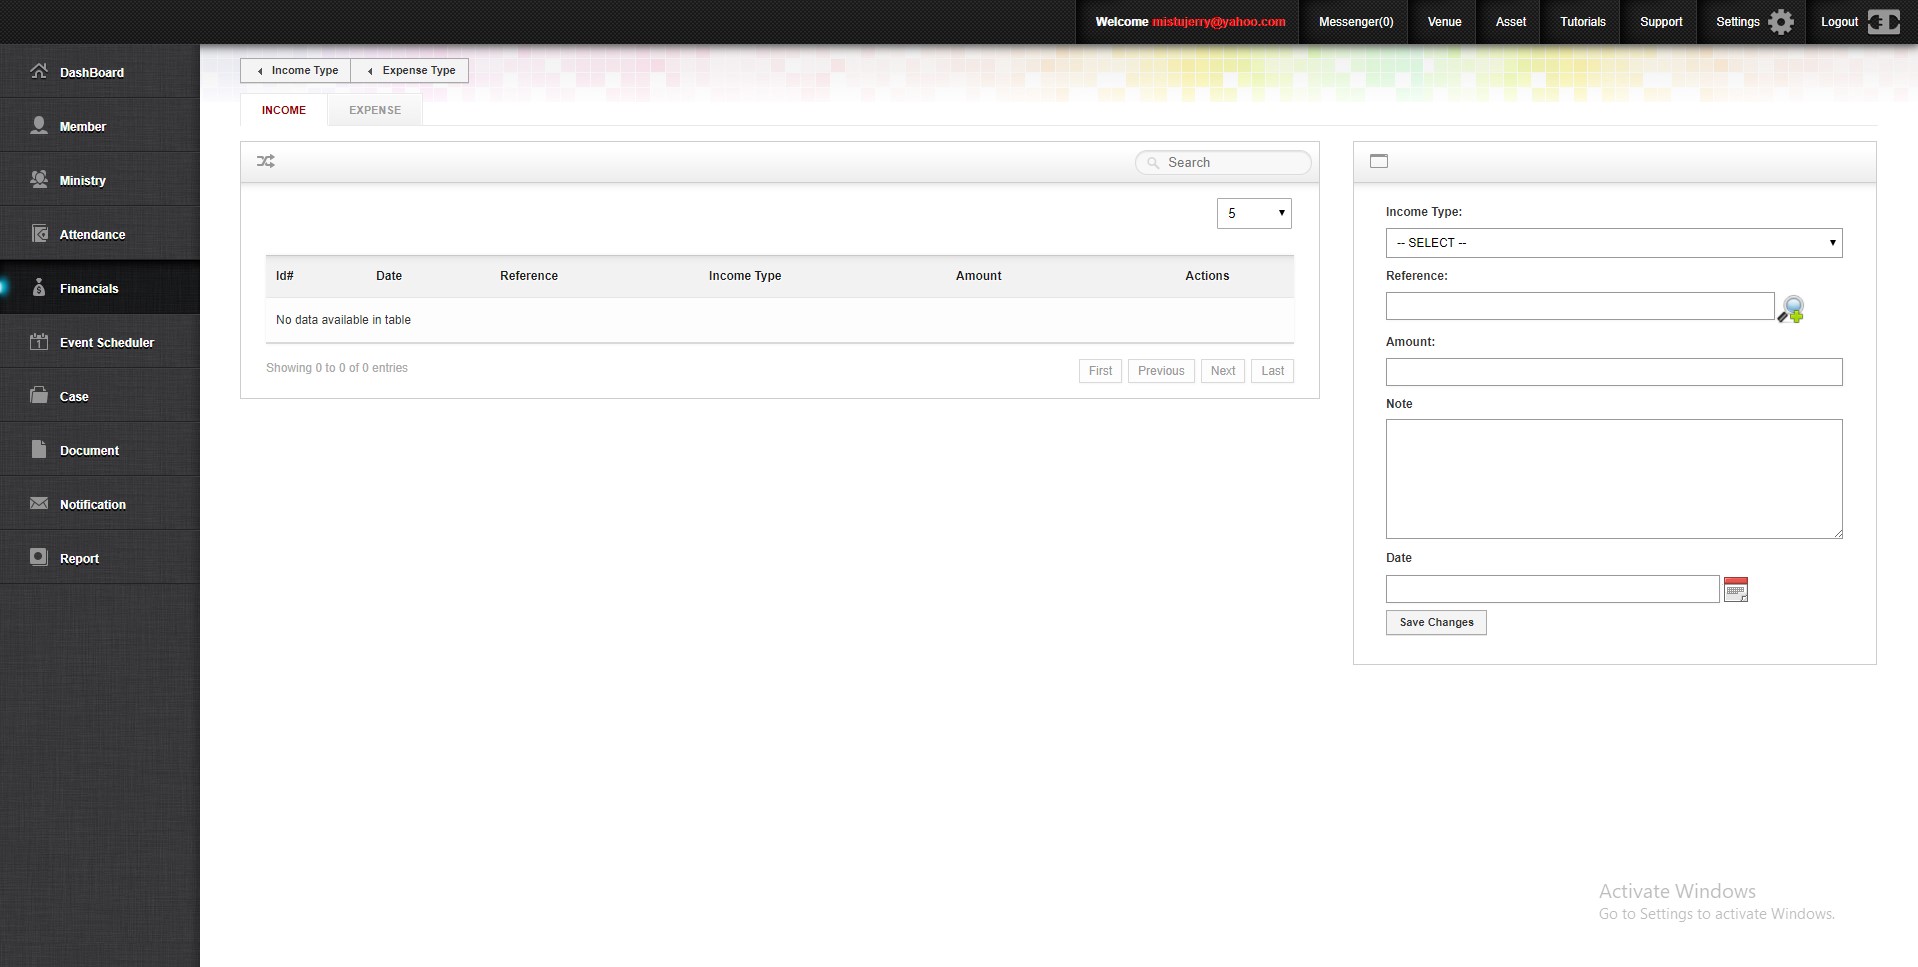 Welcome mistujerry@yahoo.com Messenger(0) Venue Asset Tutorials Support Settings Logout
DashBoard
Member
Ministry
Attendance
Financials
Event Scheduler
Case
Document
Notification
Report
Income Type Expense Type
INCOME EXPENSE
Search
5
Id# Date Reference Income Type Amount Actions
No data available in table
Showing 0 to 0 of 0 entries
First Previous Next Last
Income Type:
-- SELECT --
Reference:
Amount:
Note
Date
Save Changes
Activate Windows
Go to Settings to activate Windows.